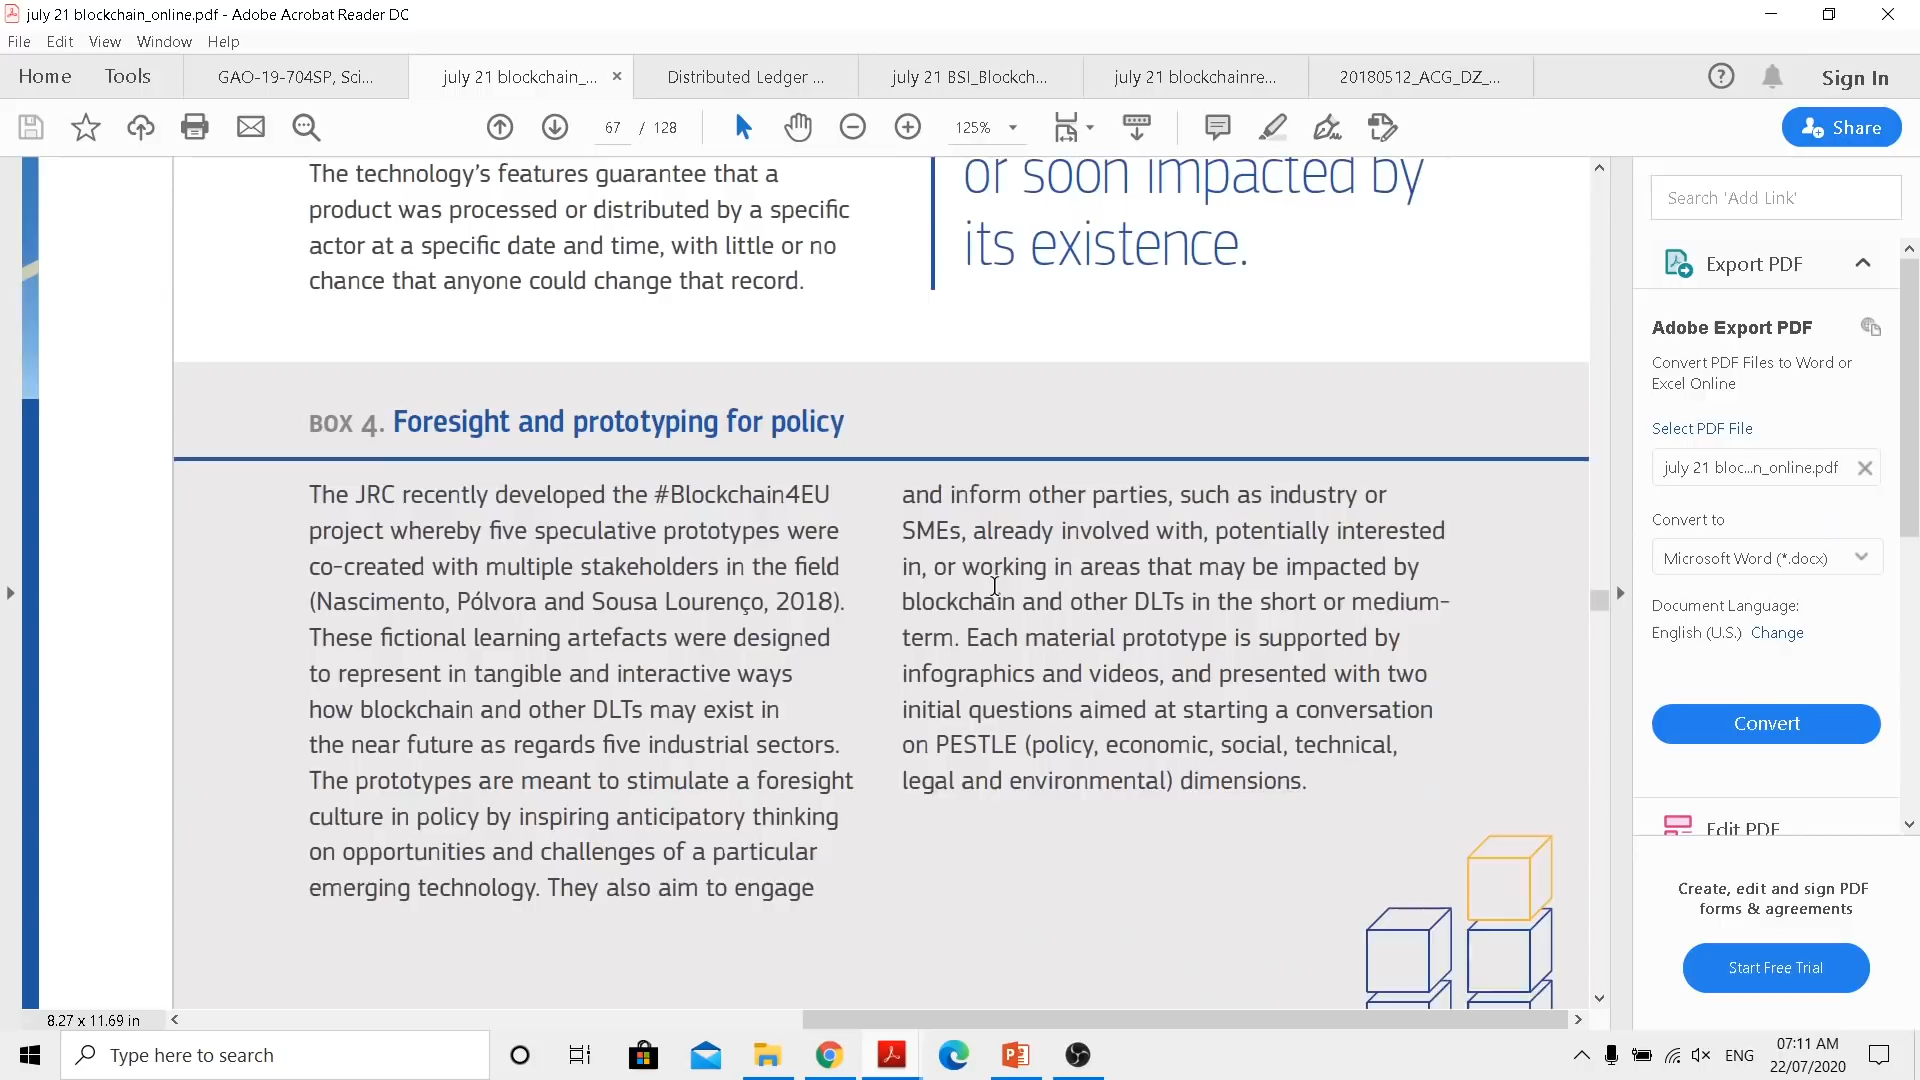 july 21 blockchain_online.pdf - Adobe Acrobat Reader DC
File Edit View Window Help
Home Tools GAO-19-704SP, Sci... july 21 blockchain_... × Distributed Ledger ... july 21 BSI_Blockch... july 21 blockchainre... 20180512_ACG_DZ_... Sign In
67 / 128 125% Share
The technology's features guarantee that a
product was processed or distributed by a specific
actor at a specific date and time, with little or no
chance that anyone could change that record.
or soon impacted by
its existence.
BOX 4. Foresight and prototyping for policy
The JRC recently developed the #Blockchain4EU
project whereby five speculative prototypes were
co-created with multiple stakeholders in the field
(Nascimento, Pólvora and Sousa Lourenço, 2018).
These fictional learning artefacts were designed
to represent in tangible and interactive ways
how blockchain and other DLTs may exist in
the near future as regards five industrial sectors.
The prototypes are meant to stimulate a foresight
culture in policy by inspiring anticipatory thinking
on opportunities and challenges of a particular
emerging technology. They also aim to engage
and inform other parties, such as industry or
SMEs, already involved with, potentially interested
in, or working in areas that may be impacted by
blockchain and other DLTs in the short or medium-
term. Each material prototype is supported by
infographics and videos, and presented with two
initial questions aimed at starting a conversation
on PESTLE (policy, economic, social, technical,
legal and environmental) dimensions.
Search 'Add Link'
Export PDF
Adobe Export PDF
Convert PDF Files to Word or
Excel Online
Select PDF File
july 21 bloc...n_online.pdf
Convert to
Microsoft Word (*.docx)
Document Language:
English (U.S.) Change
Convert
Edit PDF
Create, edit and sign PDF
forms & agreements
Start Free Trial
8.27 x 11.69 in
Type here to search
ENG
07:11 AM
22/07/2020